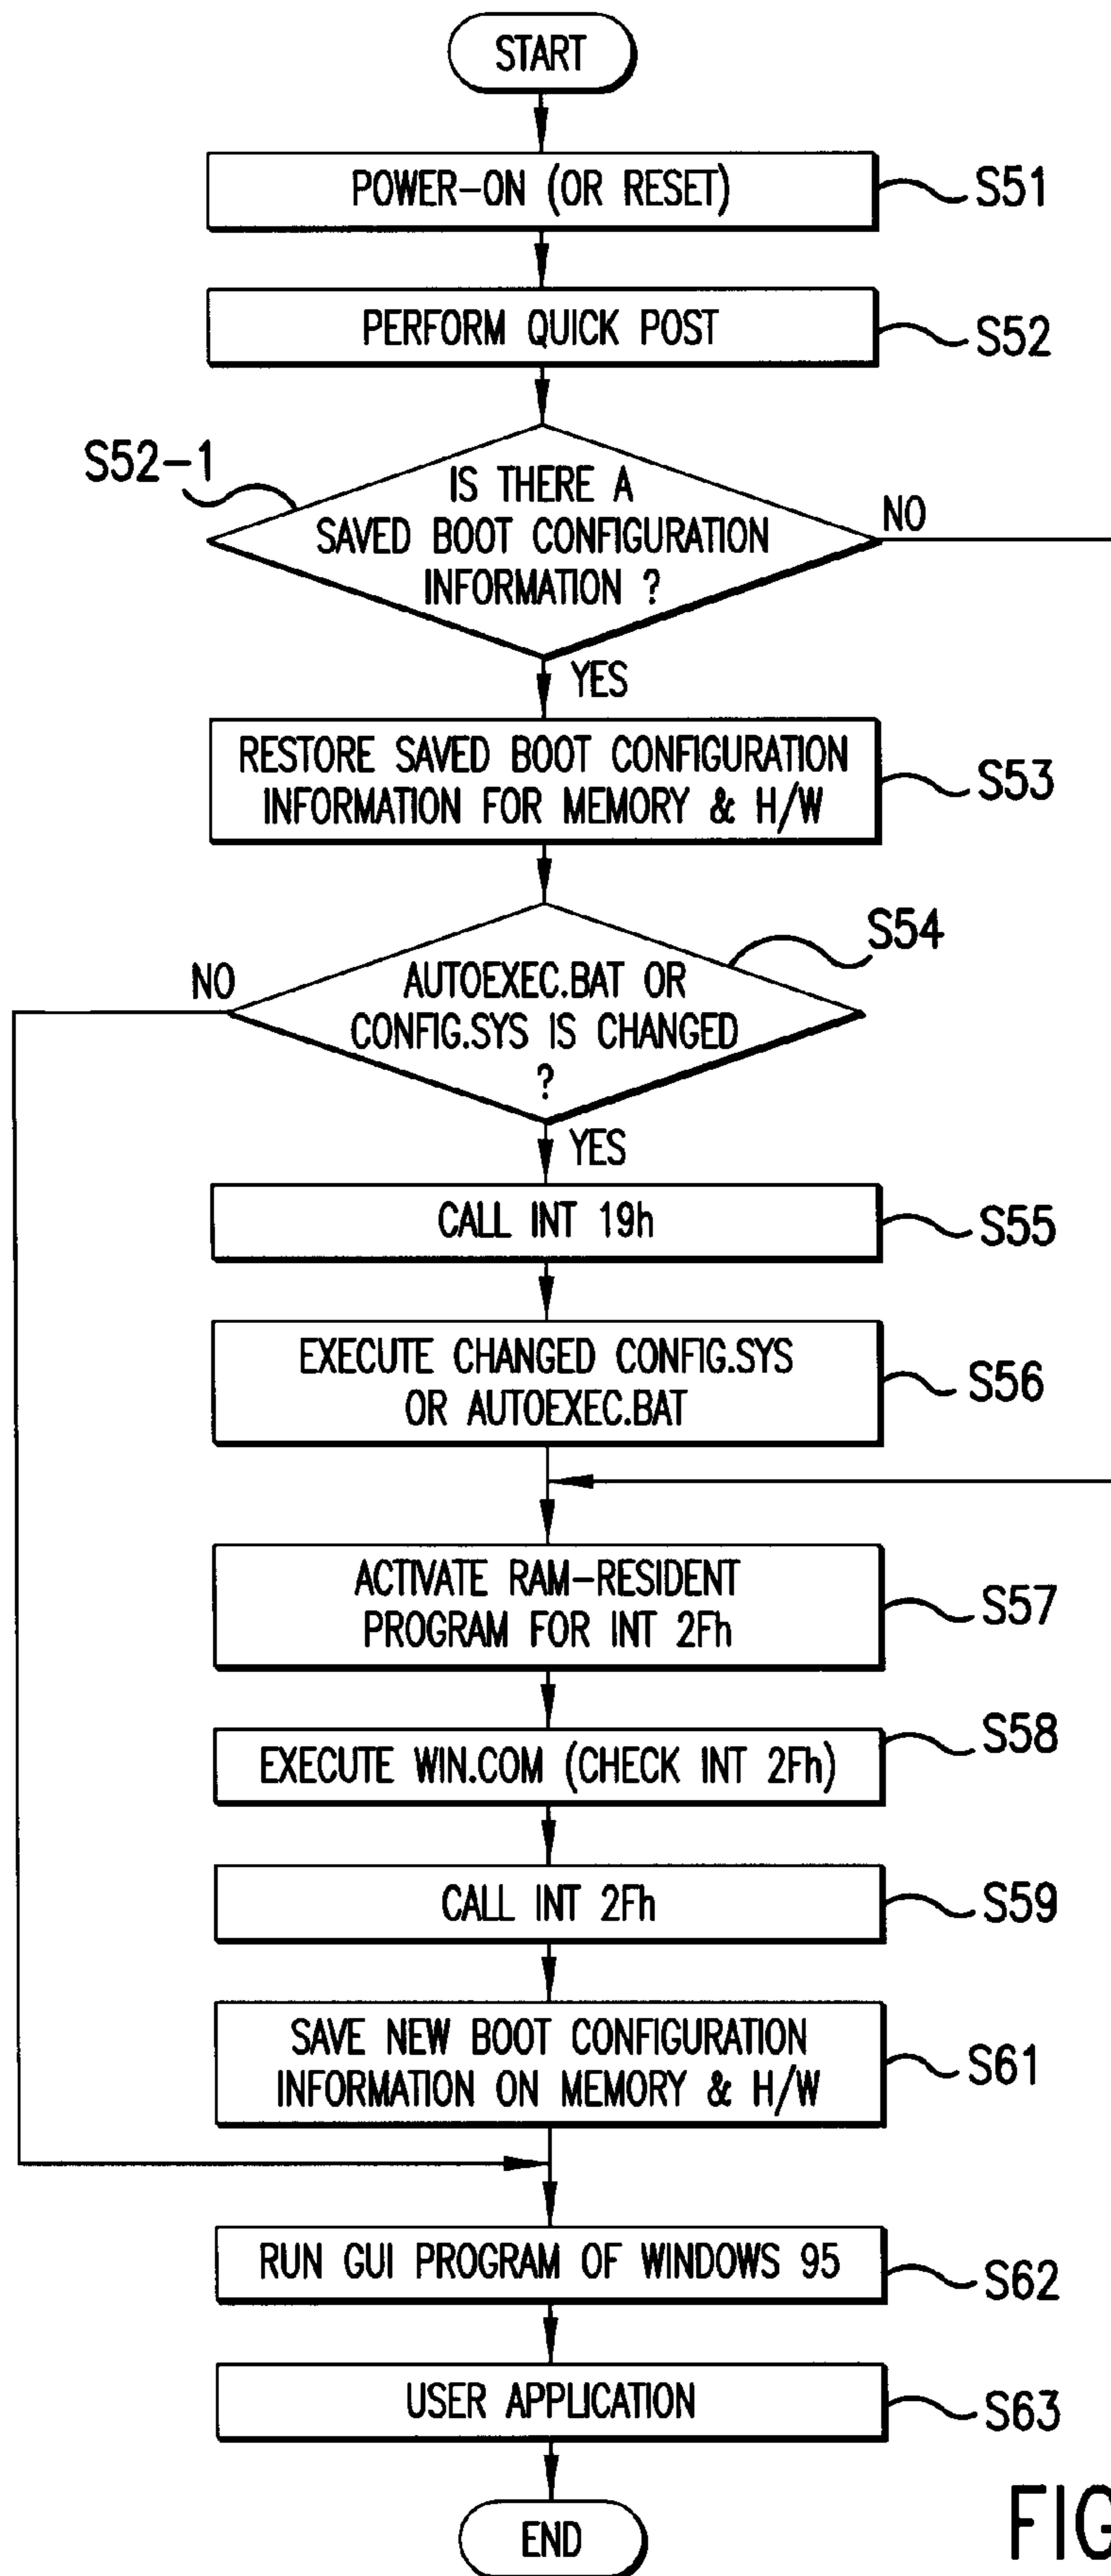 START
POWER-ON (OR RESET)
S51
PERFORM QUICK POST
S52
S52-1
IS THERE A
SAVED BOOT CONFIGURATION
INFORMATION ?
NO
YES
RESTORE SAVED BOOT CONFIGURATION
INFORMATION FOR MEMORY & H/W
S53
S54
NO
AUTOEXEC.BAT OR
CONFIG.SYS IS CHANGED
?
YES
CALL INT 19h
S55
EXECUTE CHANGED CONFIG.SYS
OR AUTOEXEC.BAT
S56
ACTIVATE RAM-RESIDENT
PROGRAM FOR INT 2Fh
S57
EXECUTE WIN.COM (CHECK INT 2Fh)
S58
CALL INT 2Fh
S59
SAVE NEW BOOT CONFIGURATION
INFORMATION ON MEMORY & H/W
S61
RUN GUI PROGRAM OF WINDOWS 95
S62
USER APPLICATION
S63
END
FIG